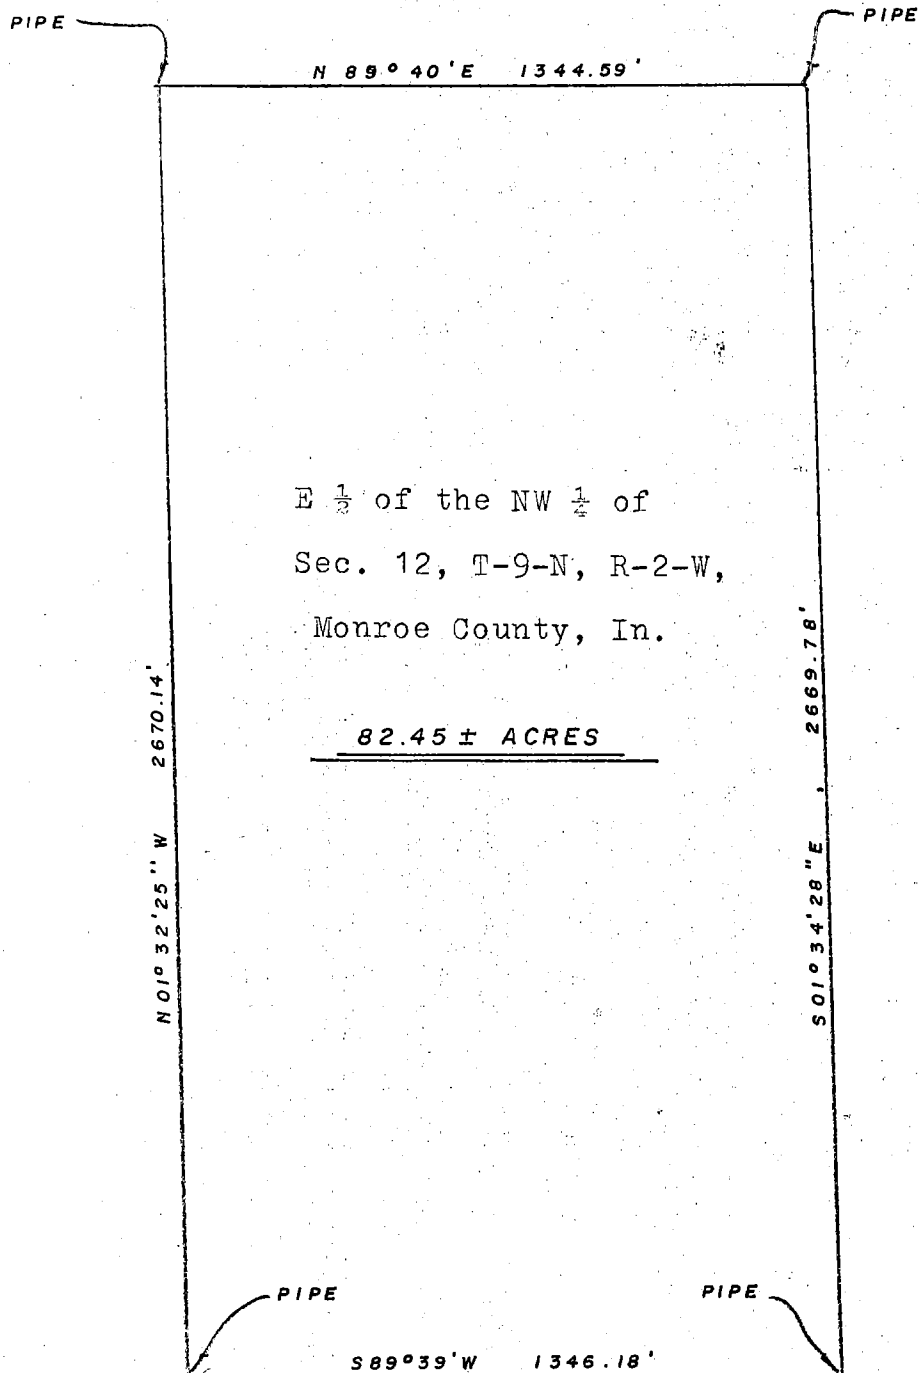 PIPE
PIPE
N 89° 40' E 1344.59'
E ½ of the NW ¼ of
Sec. 12, T-9-N, R-2-W,
Monroe County, In.
82.45 ± ACRES
N 01° 32' 25'' W 2670.14'
S 01° 34' 28" E , 2669.78'
PIPE
PIPE
S 89° 39' W 1346.18'